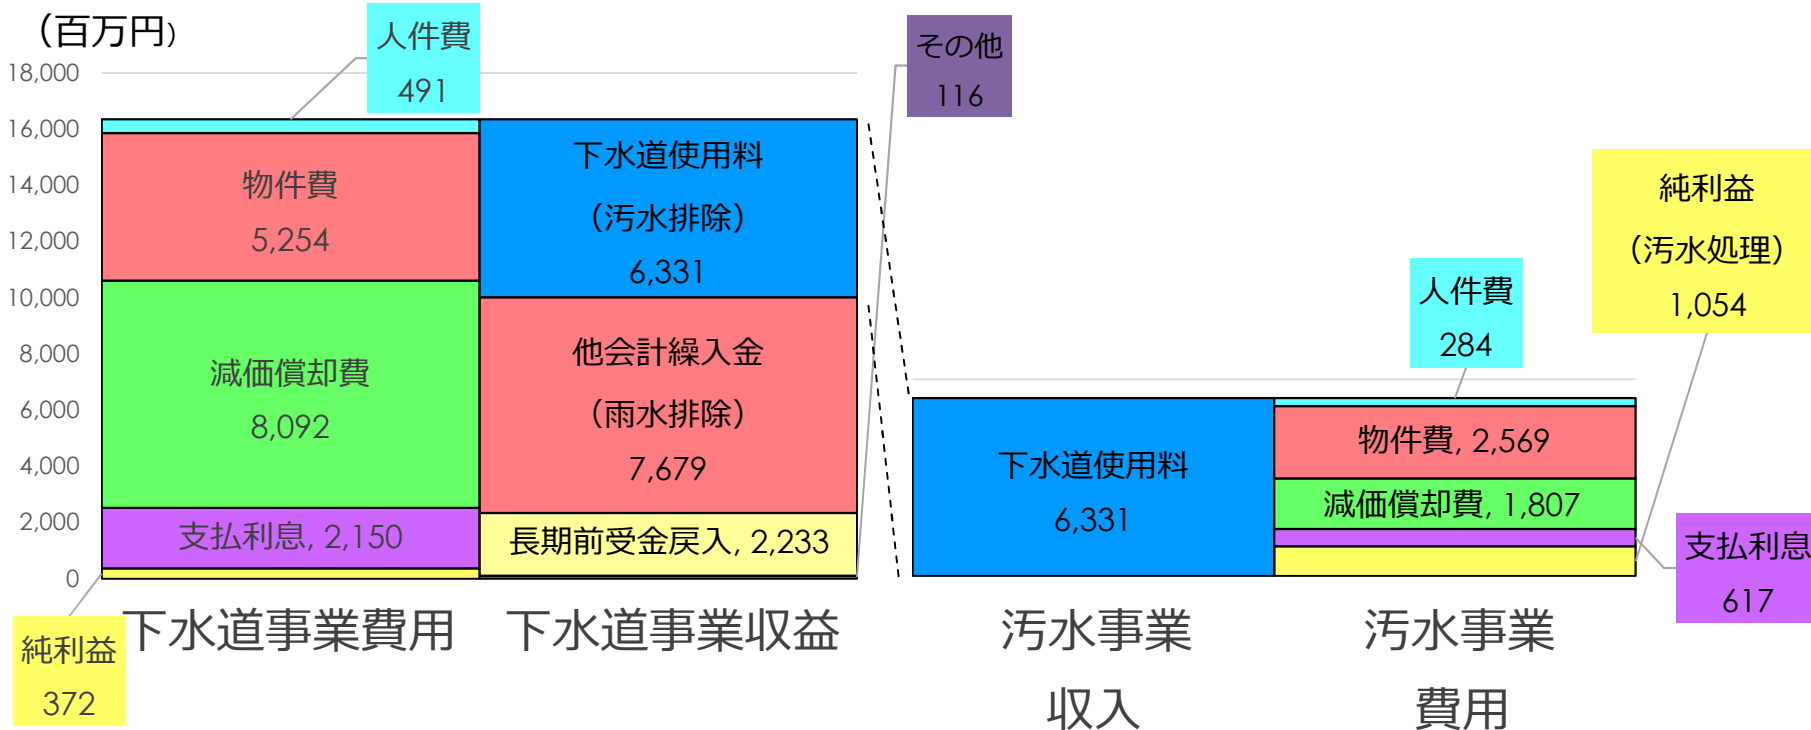 （百万円）
18,000
16,000
14,000
12,000
10,000
8,000
6,000
4,000
2,000
0
人件費
491
物件費
5,254
減価償却費
8,092
支払利息, 2,150
純利益
372
下水道事業費用
下水道使用料
（汚水排除）
6,331
他会計繰入金
（雨水排除）
7,679
長期前受金戻入, 2,233
その他
116
下水道事業収益
下水道使用料
6,331
汚水事業
収入
人件費
284
物件費, 2,569
減価償却費, 1,807
支払利息
617
純利益
（汚水処理）
1,054
汚水事業
費用